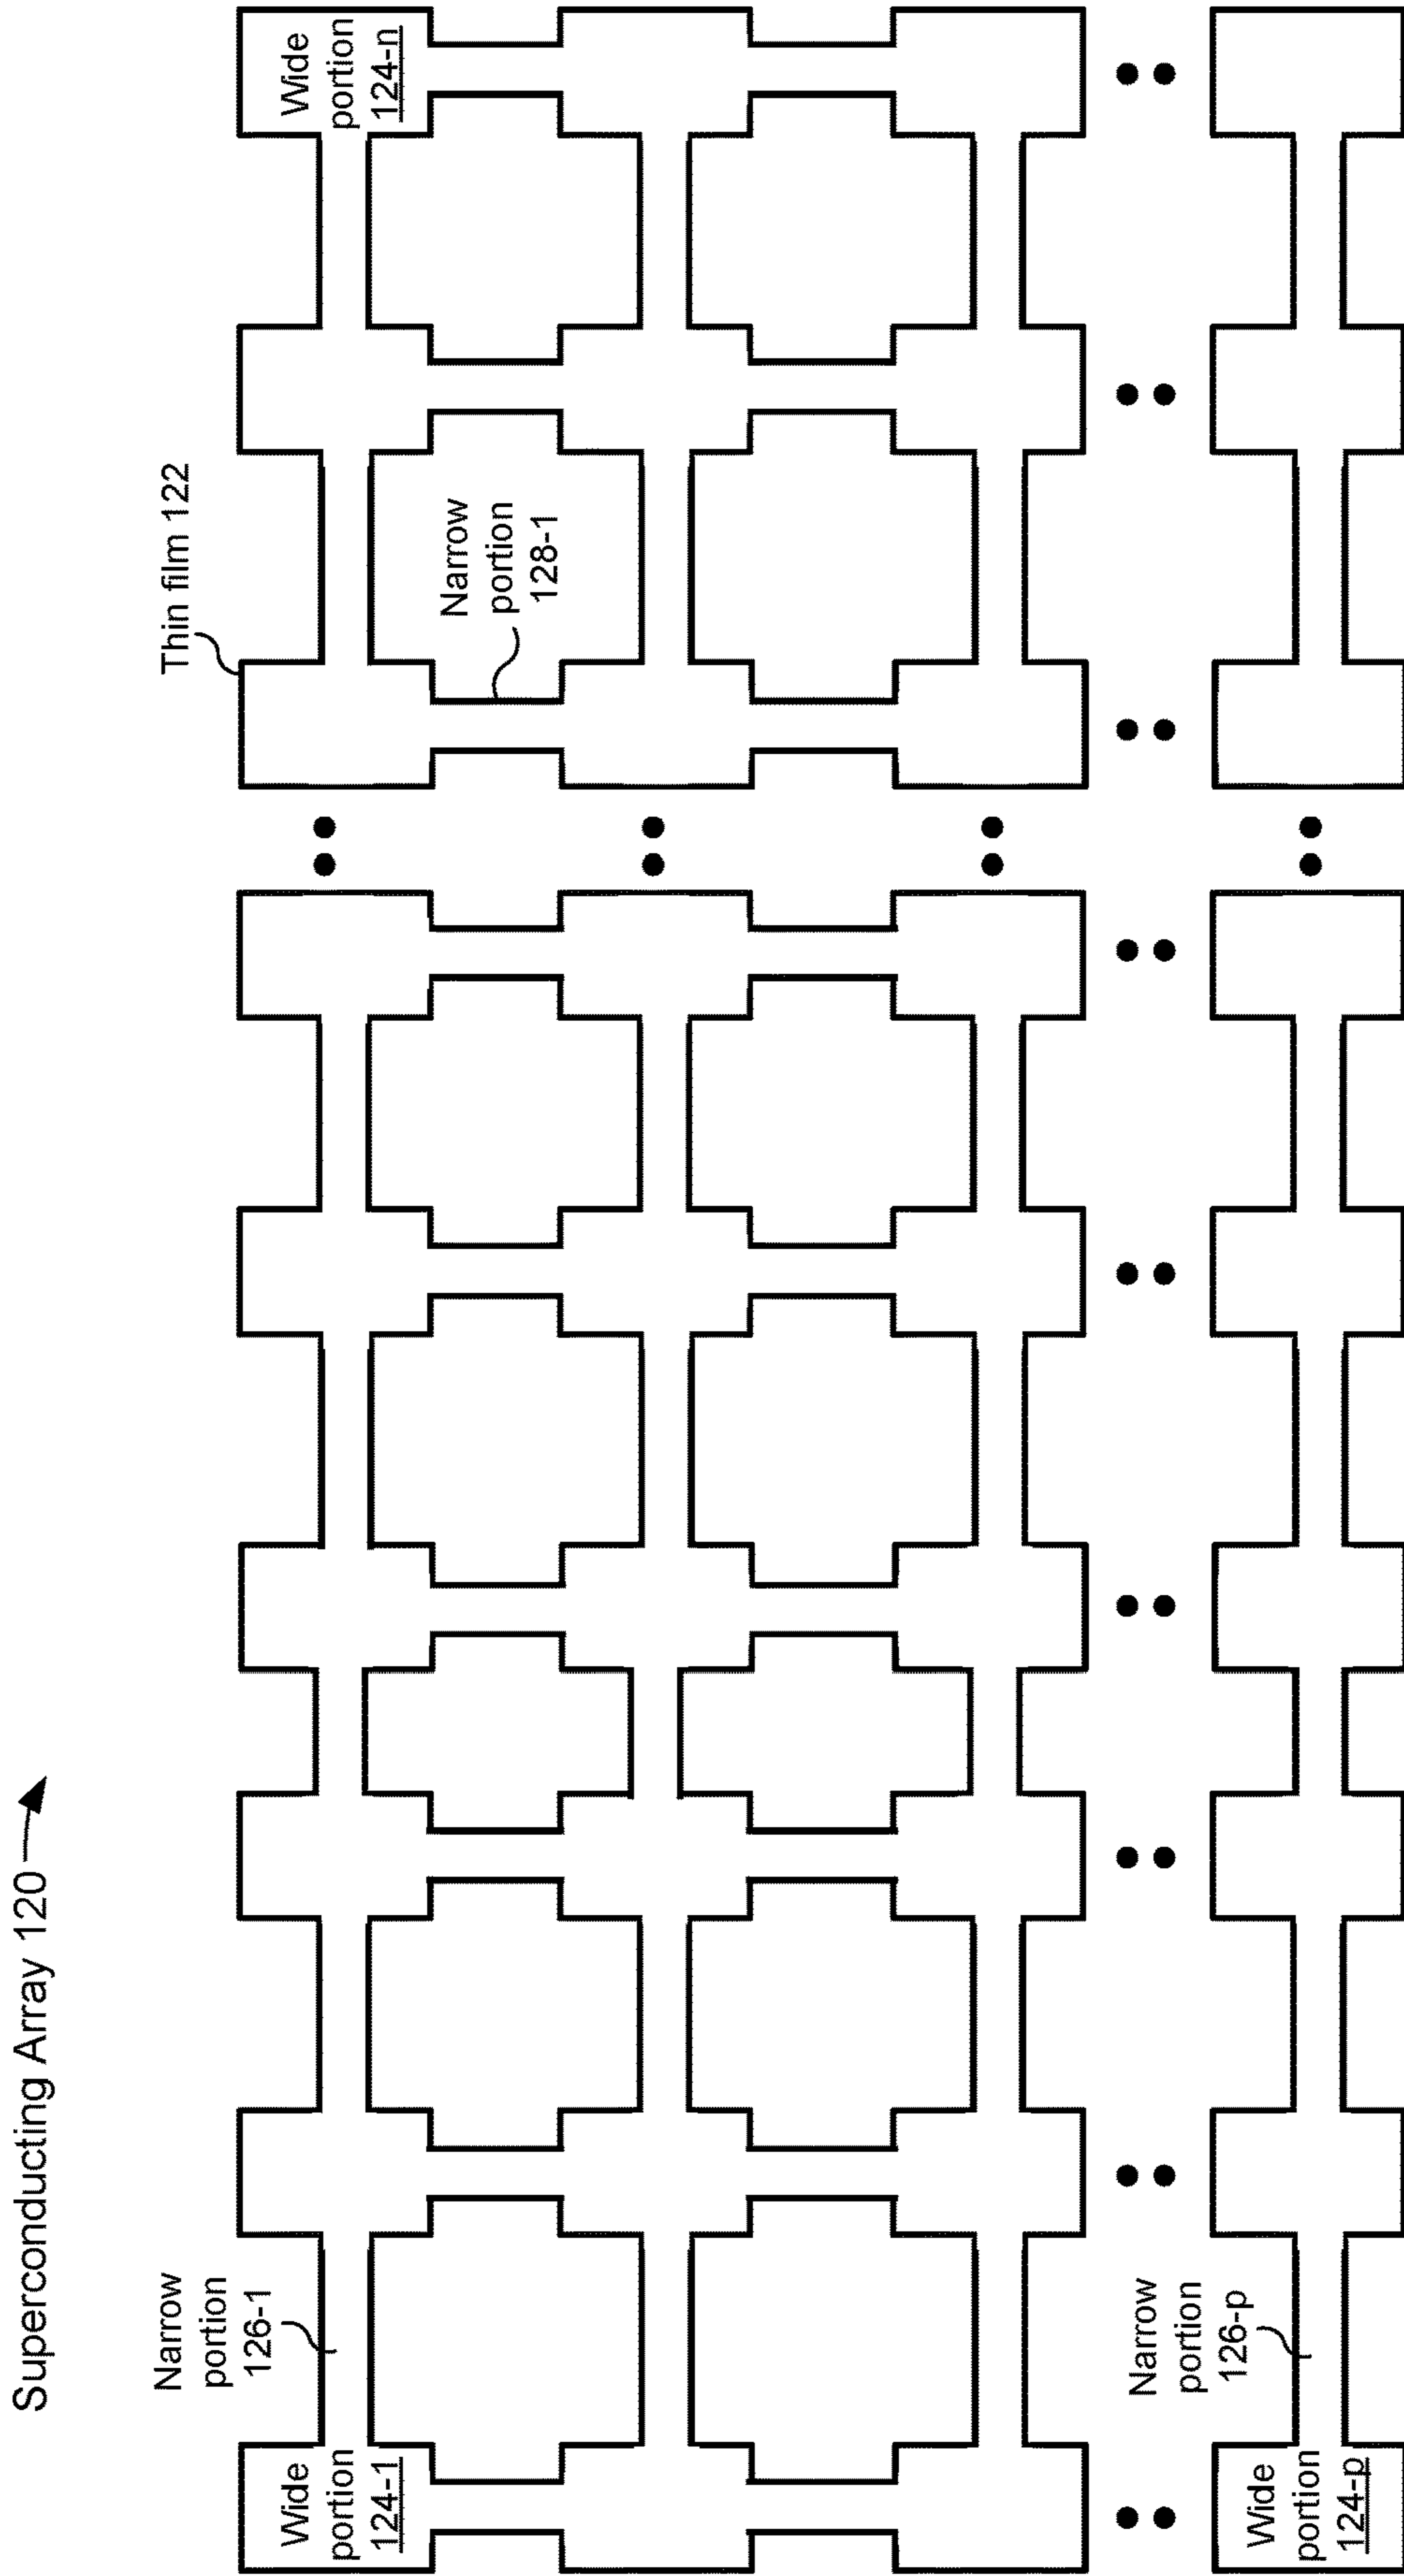 Superconducting Array 120
Thin film 122
Narrow
portion
126-1
Wide
portion
124-1
Narrow
portion
128-1
Wide
portion
124-n
Narrow
portion
126-p
Wide
portion
124-p